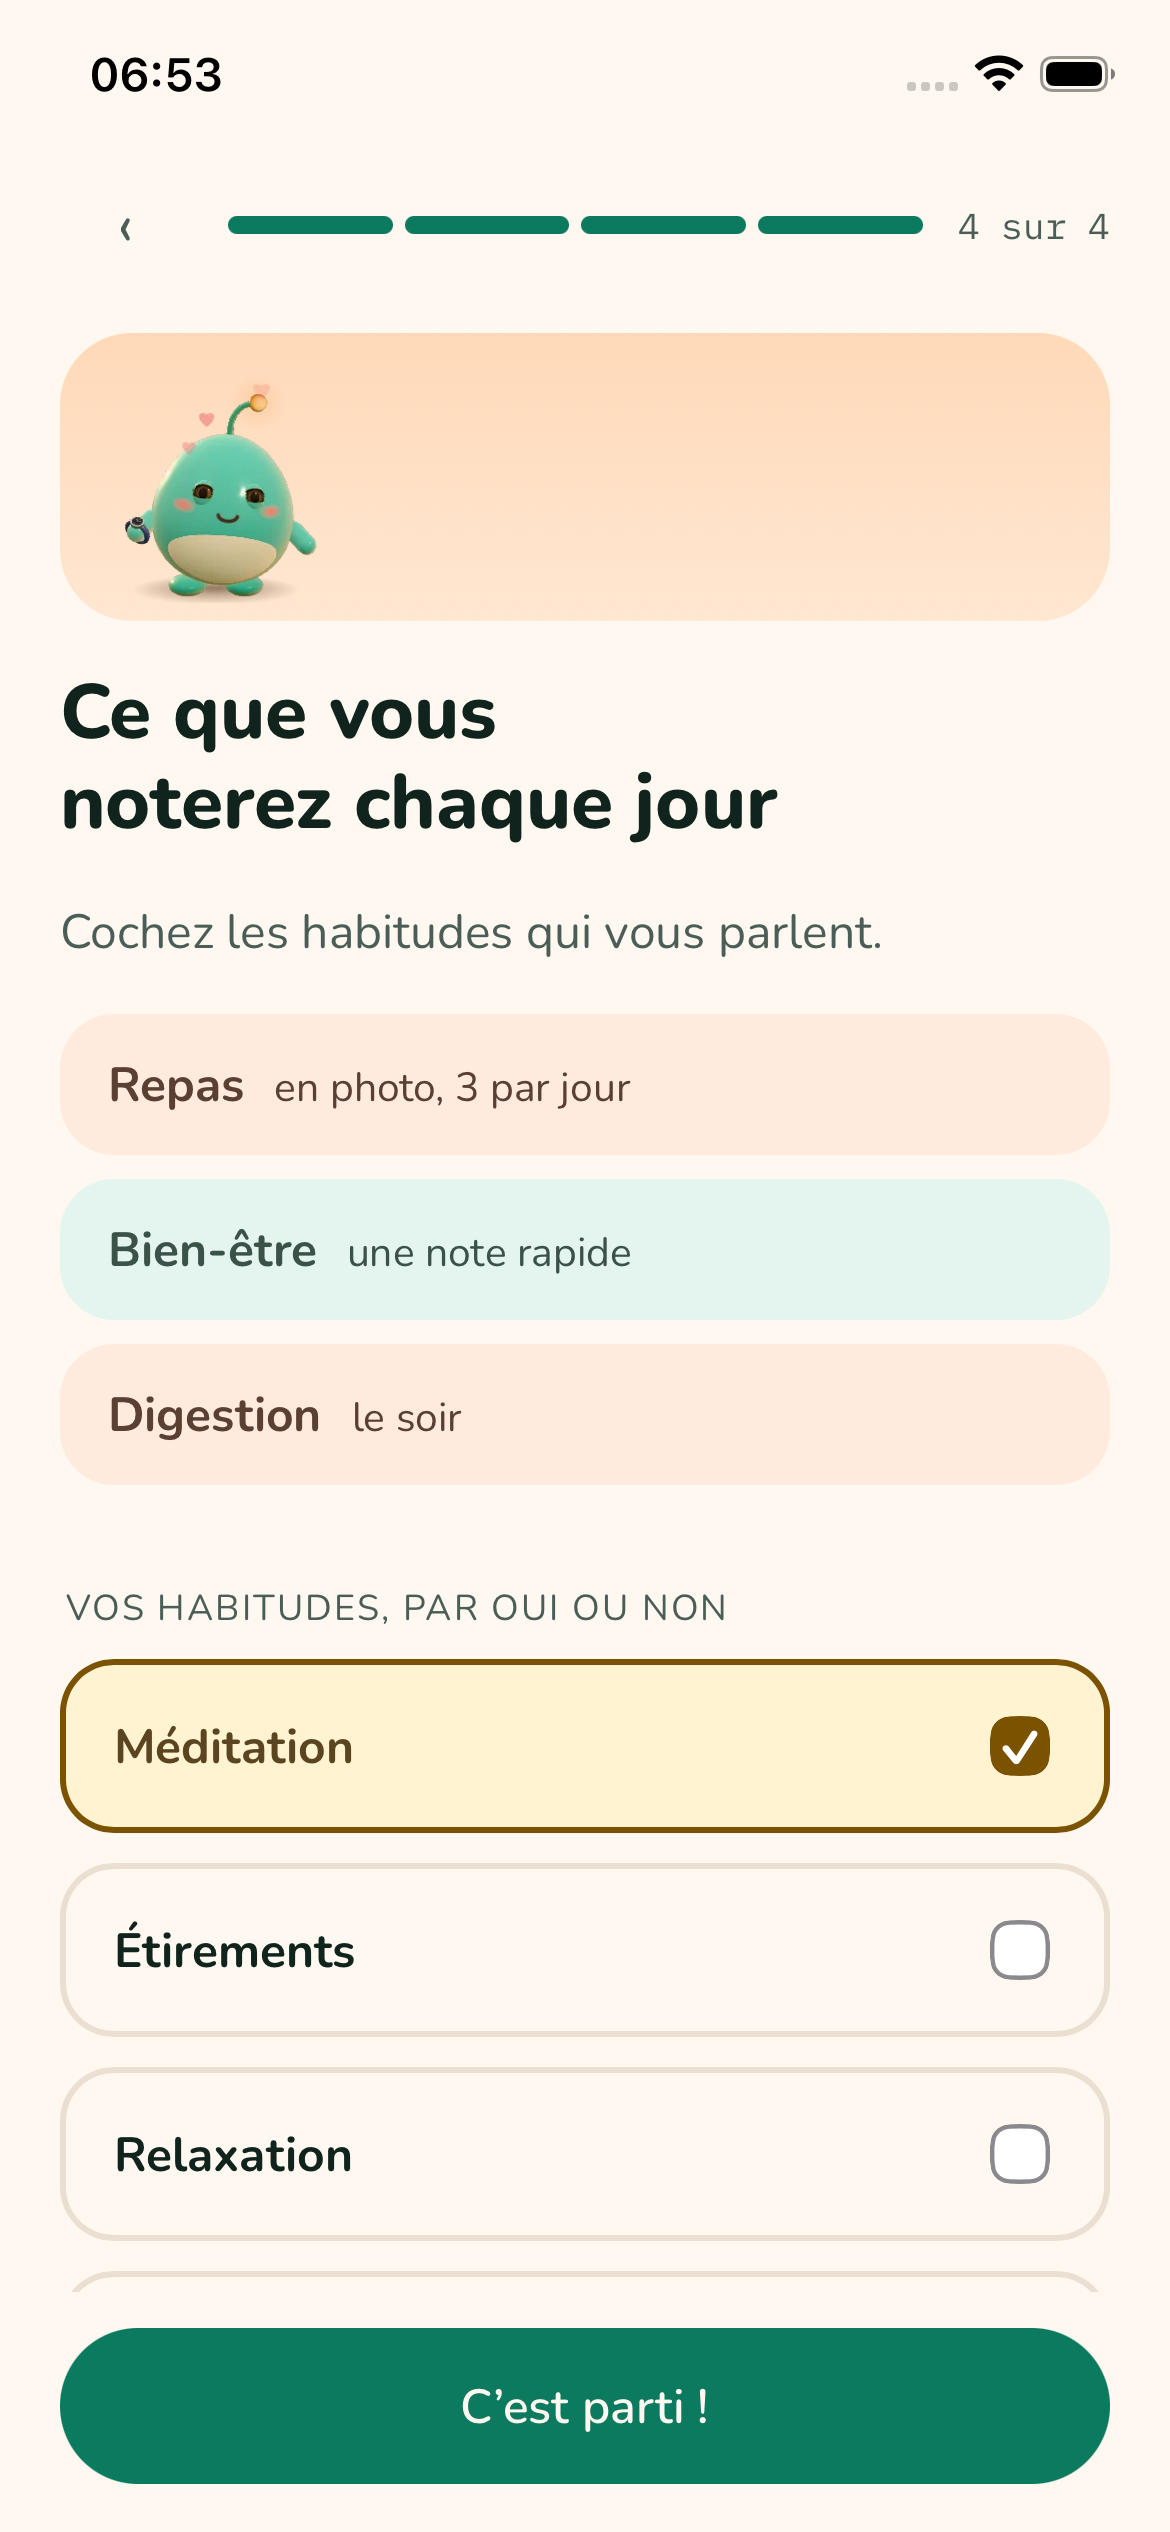 06:53
4 sur 4
Ce que vous
noterez chaque jour
Cochez les habitudes qui vous parlent.
Repas en photo, 3 par jour
Bien-être une note rapide
Digestion le soir
VOS HABITUDES, PAR OUI OU NON
Méditation
Étirements
Relaxation
C’est parti !